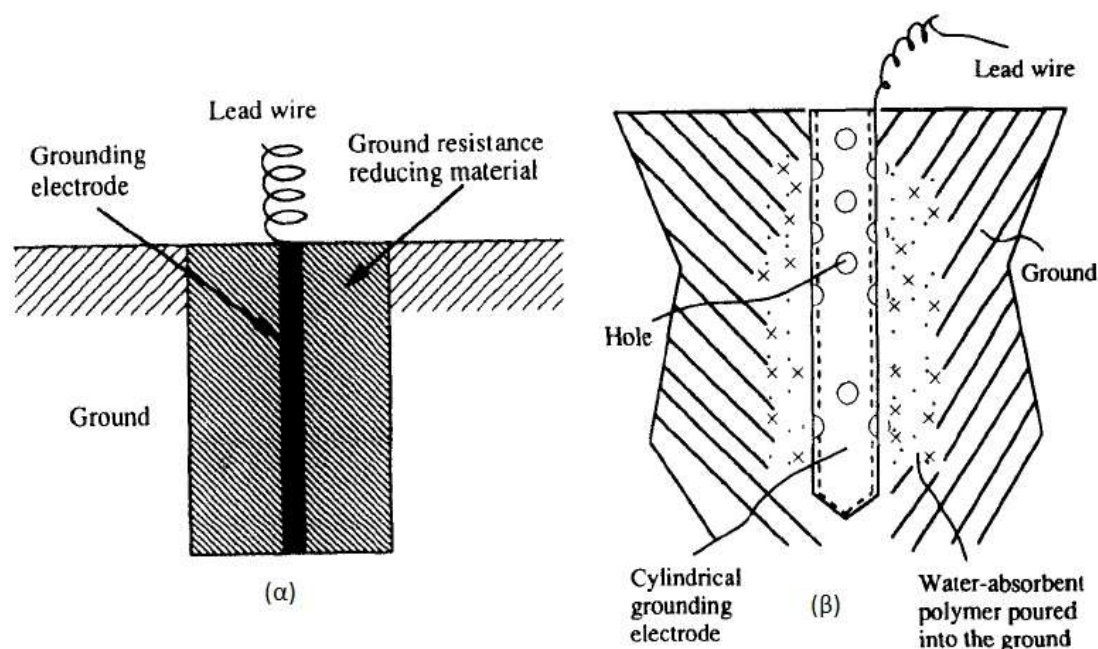 Lead wire
Grounding
electrode
Ground resistance
reducing material
Ground
(α)
Lead wire
Ground
Hole
Cylindrical
grounding
electrode
(β)
Water-absorbent
polymer poured
into the ground